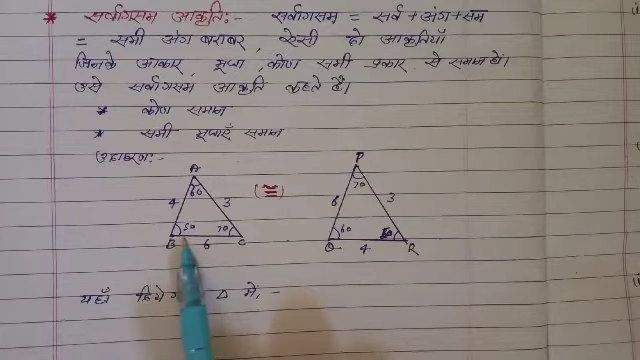 * सर्वांगसम आकृति:- सर्वांगसम = सर्व + अंग + सम
= सभी अंग बराबर, ऐसी दो आकृतियाँ
जिनके आकार, भुजा, कोण सभी प्रकार से समान हों।
उसे सर्वांगसम आकृति कहते है।
* कोण समान
* सभी भुजाएँ समान
उदाहरण:-
A
60
4
3
50
70
B
6
C
(≅)
P
70
6
3
60
50
Q
4
R
यहाँ दिये Δ में, -